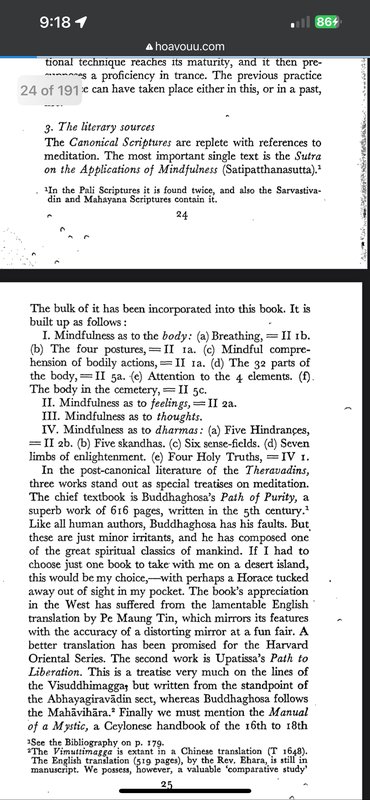 9:18
86
hoavouu.com
tional technique reaches its maturity, and it then pre-
a proficiency in trance. The previous practice
24 of 191
can have taken place either in this, or in a past,
3. The literary sources
The Canonical Scriptures are replete with references to
meditation. The most important single text is the Sutra
on the Applications of Mindfulness (Satipatthanasutta).¹
¹In the Pali Scriptures it is found twice, and also the Sarvastiva-
din and Mahayana Scriptures contain it.
24
The bulk of it has been incorporated into this book. It is
built up as follows:
I. Mindfulness as to the body: (a) Breathing, = II 1b.
(b) The four postures, = II 1a. (c) Mindful compre-
hension of bodily actions, = II 1a. (d) The 32 parts of
the body, = II 5a. (e) Attention to the 4 elements. (f)
The body in the cemetery, = II 5c.
II. Mindfulness as to feelings, = II 2a.
III. Mindfulness as to thoughts.
IV. Mindfulness as to dharmas: (a) Five Hindrances,
= II 2b. (b) Five skandhas. (c) Six sense-fields. (d) Seven
limbs of enlightenment. (e) Four Holy Truths, = IV 1.
In the post-canonical literature of the Theravadins,
three works stand out as special treatises on meditation.
The chief textbook is Buddhaghosa's Path of Purity, a
superb work of 616 pages, written in the 5th century.¹
Like all human authors, Buddhaghosa has his faults. But
these are just minor irritants, and he has composed one
of the great spiritual classics of mankind. If I had to
choose just one book to take with me on a desert island,
this would be my choice,—with perhaps a Horace tucked
away out of sight in my pocket. The book's appreciation
in the West has suffered from the lamentable English
translation by Pe Maung Tin, which mirrors its features
with the accuracy of a distorting mirror at a fun fair. A
better translation has been promised for the Harvard
Oriental Series. The second work is Upatissa's Path to
Liberation. This is a treatise very much on the lines of
the Visuddhimagga; but written from the standpoint of
the Abhayagiravādin sect, whereas Buddhaghosa follows
the Mahāvihāra.² Finally we must mention the Manual
of a Mystic, a Ceylonese handbook of the 16th to 18th
¹See the Bibliography on p. 179.
²The Vimuttimagga is extant in a Chinese translation (T 1648).
The English translation (519 pages), by the Rev. Ehara, is still in
manuscript. We possess, however, a valuable 'comparative study'
25